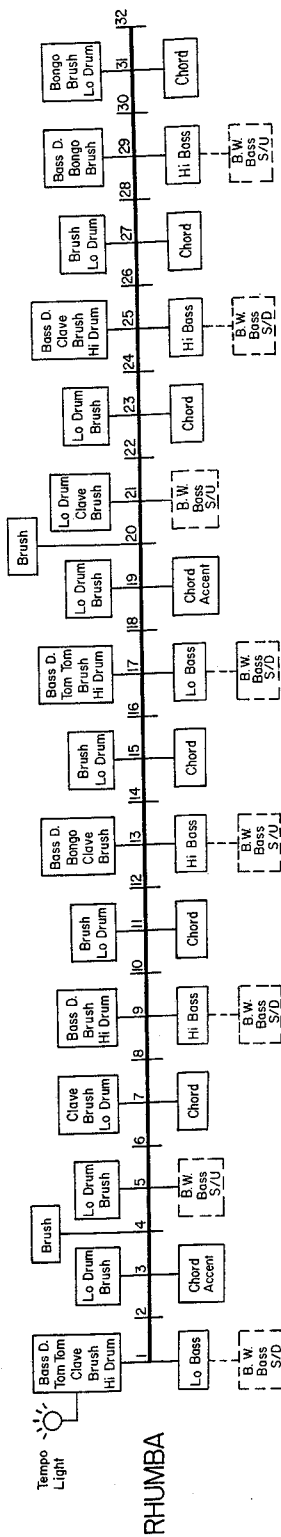 RHUMBA
Tempo
Light
Bass D.
Tom Tom
Clave
Brush
Hi Drum
1
Lo Bass
B.W.
Bass
S/D
2
Lo Drum
Brush
3
Chord
Accent
Brush
4
Lo Drum
Brush
5
B.W.
Bass
S/U
6
Clave
Brush
Lo Drum
7
Chord
8
Bass D.
Brush
Hi Drum
9
Hi Bass
B.W.
Bass
S/D
10
Brush
Lo Drum
11
Chord
12
Bass D.
Bongo
Clave
Brush
13
Hi Bass
B.W.
Bass
S/U
14
Brush
Lo Drum
15
Chord
16
Bass D.
Tom Tom
Brush
Hi Drum
17
Lo Bass
B.W.
Bass
S/D
18
Lo Drum
Brush
19
Chord
Accent
Brush
20
Lo Drum
Clave
Brush
21
B.W.
Bass
S/U
22
Lo Drum
Brush
23
Chord
24
Bass D.
Clave
Brush
Hi Drum
25
Hi Bass
B.W.
Bass
S/D
26
Brush
Lo Drum
27
Chord
28
Bass D.
Bongo
Brush
29
Hi Bass
B.W.
Bass
S/U
30
Bongo
Brush
Lo Drum
31
Chord
32